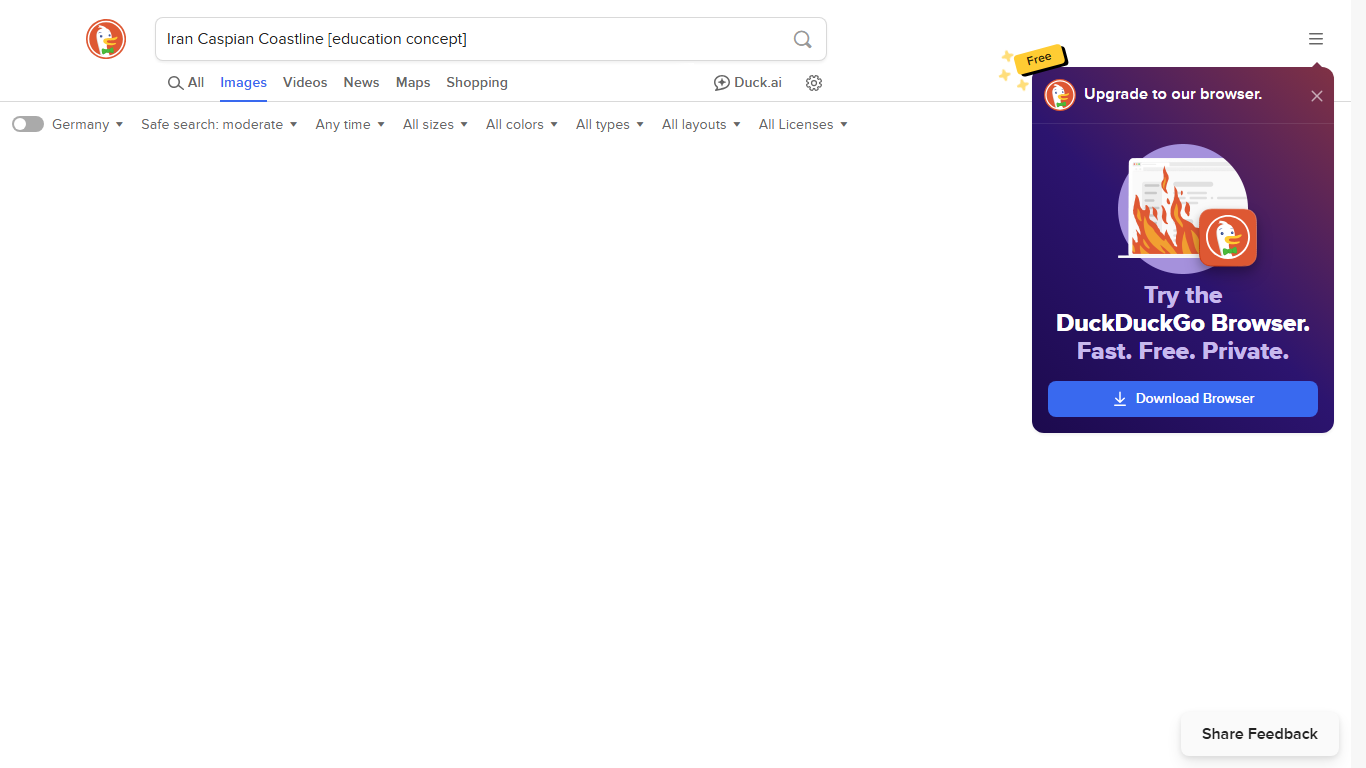 Iran Caspian Coastline [education concept]
All Images Videos News Maps Shopping Duck.ai
Germany Safe search: moderate Any time All sizes All colors All types All layouts All Licenses
Free
Upgrade to our browser.
Try the
DuckDuckGo Browser.
Fast. Free. Private.
Download Browser
Share Feedback